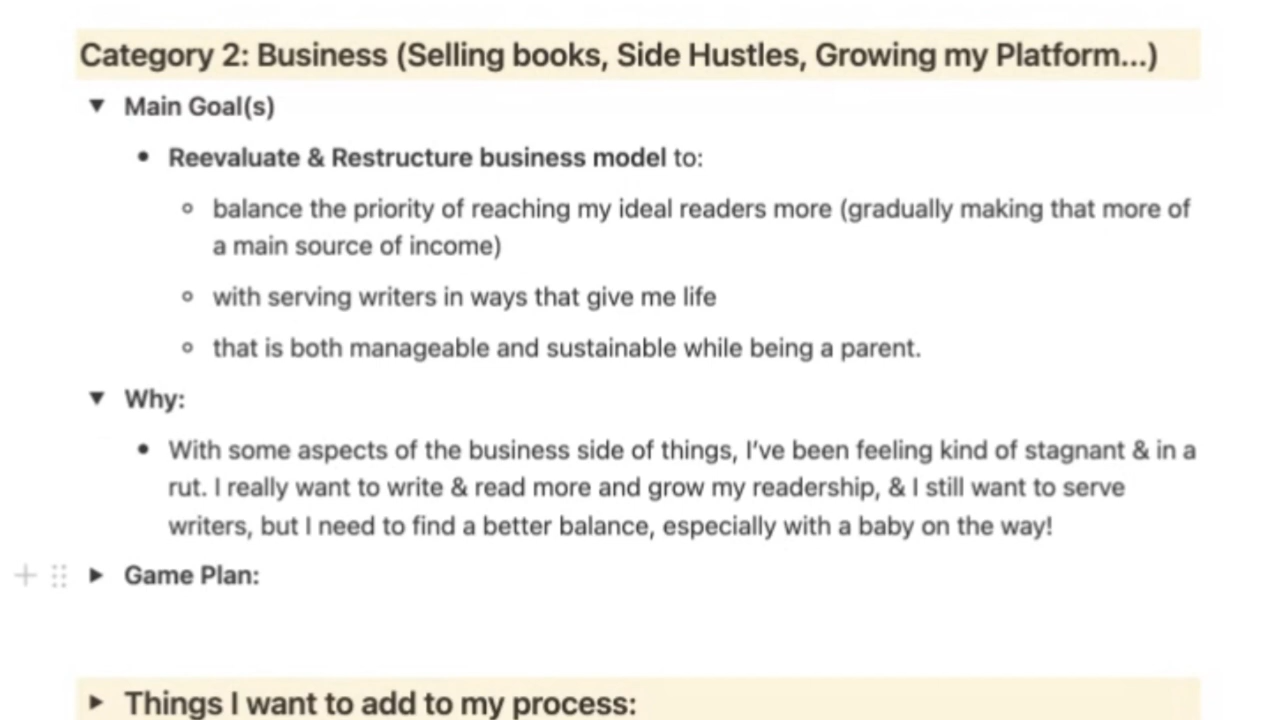 Category 2: Business (Selling books, Side Hustles, Growing my Platform...)
Main Goal(s)
Reevaluate & Restructure business model to:
balance the priority of reaching my ideal readers more (gradually making that more of
a main source of income)
with serving writers in ways that give me life
that is both manageable and sustainable while being a parent.
Why:
With some aspects of the business side of things, I've been feeling kind of stagnant & in a
rut. I really want to write & read more and grow my readership, & I still want to serve
writers, but I need to find a better balance, especially with a baby on the way!
Game Plan:
Things I want to add to my process: